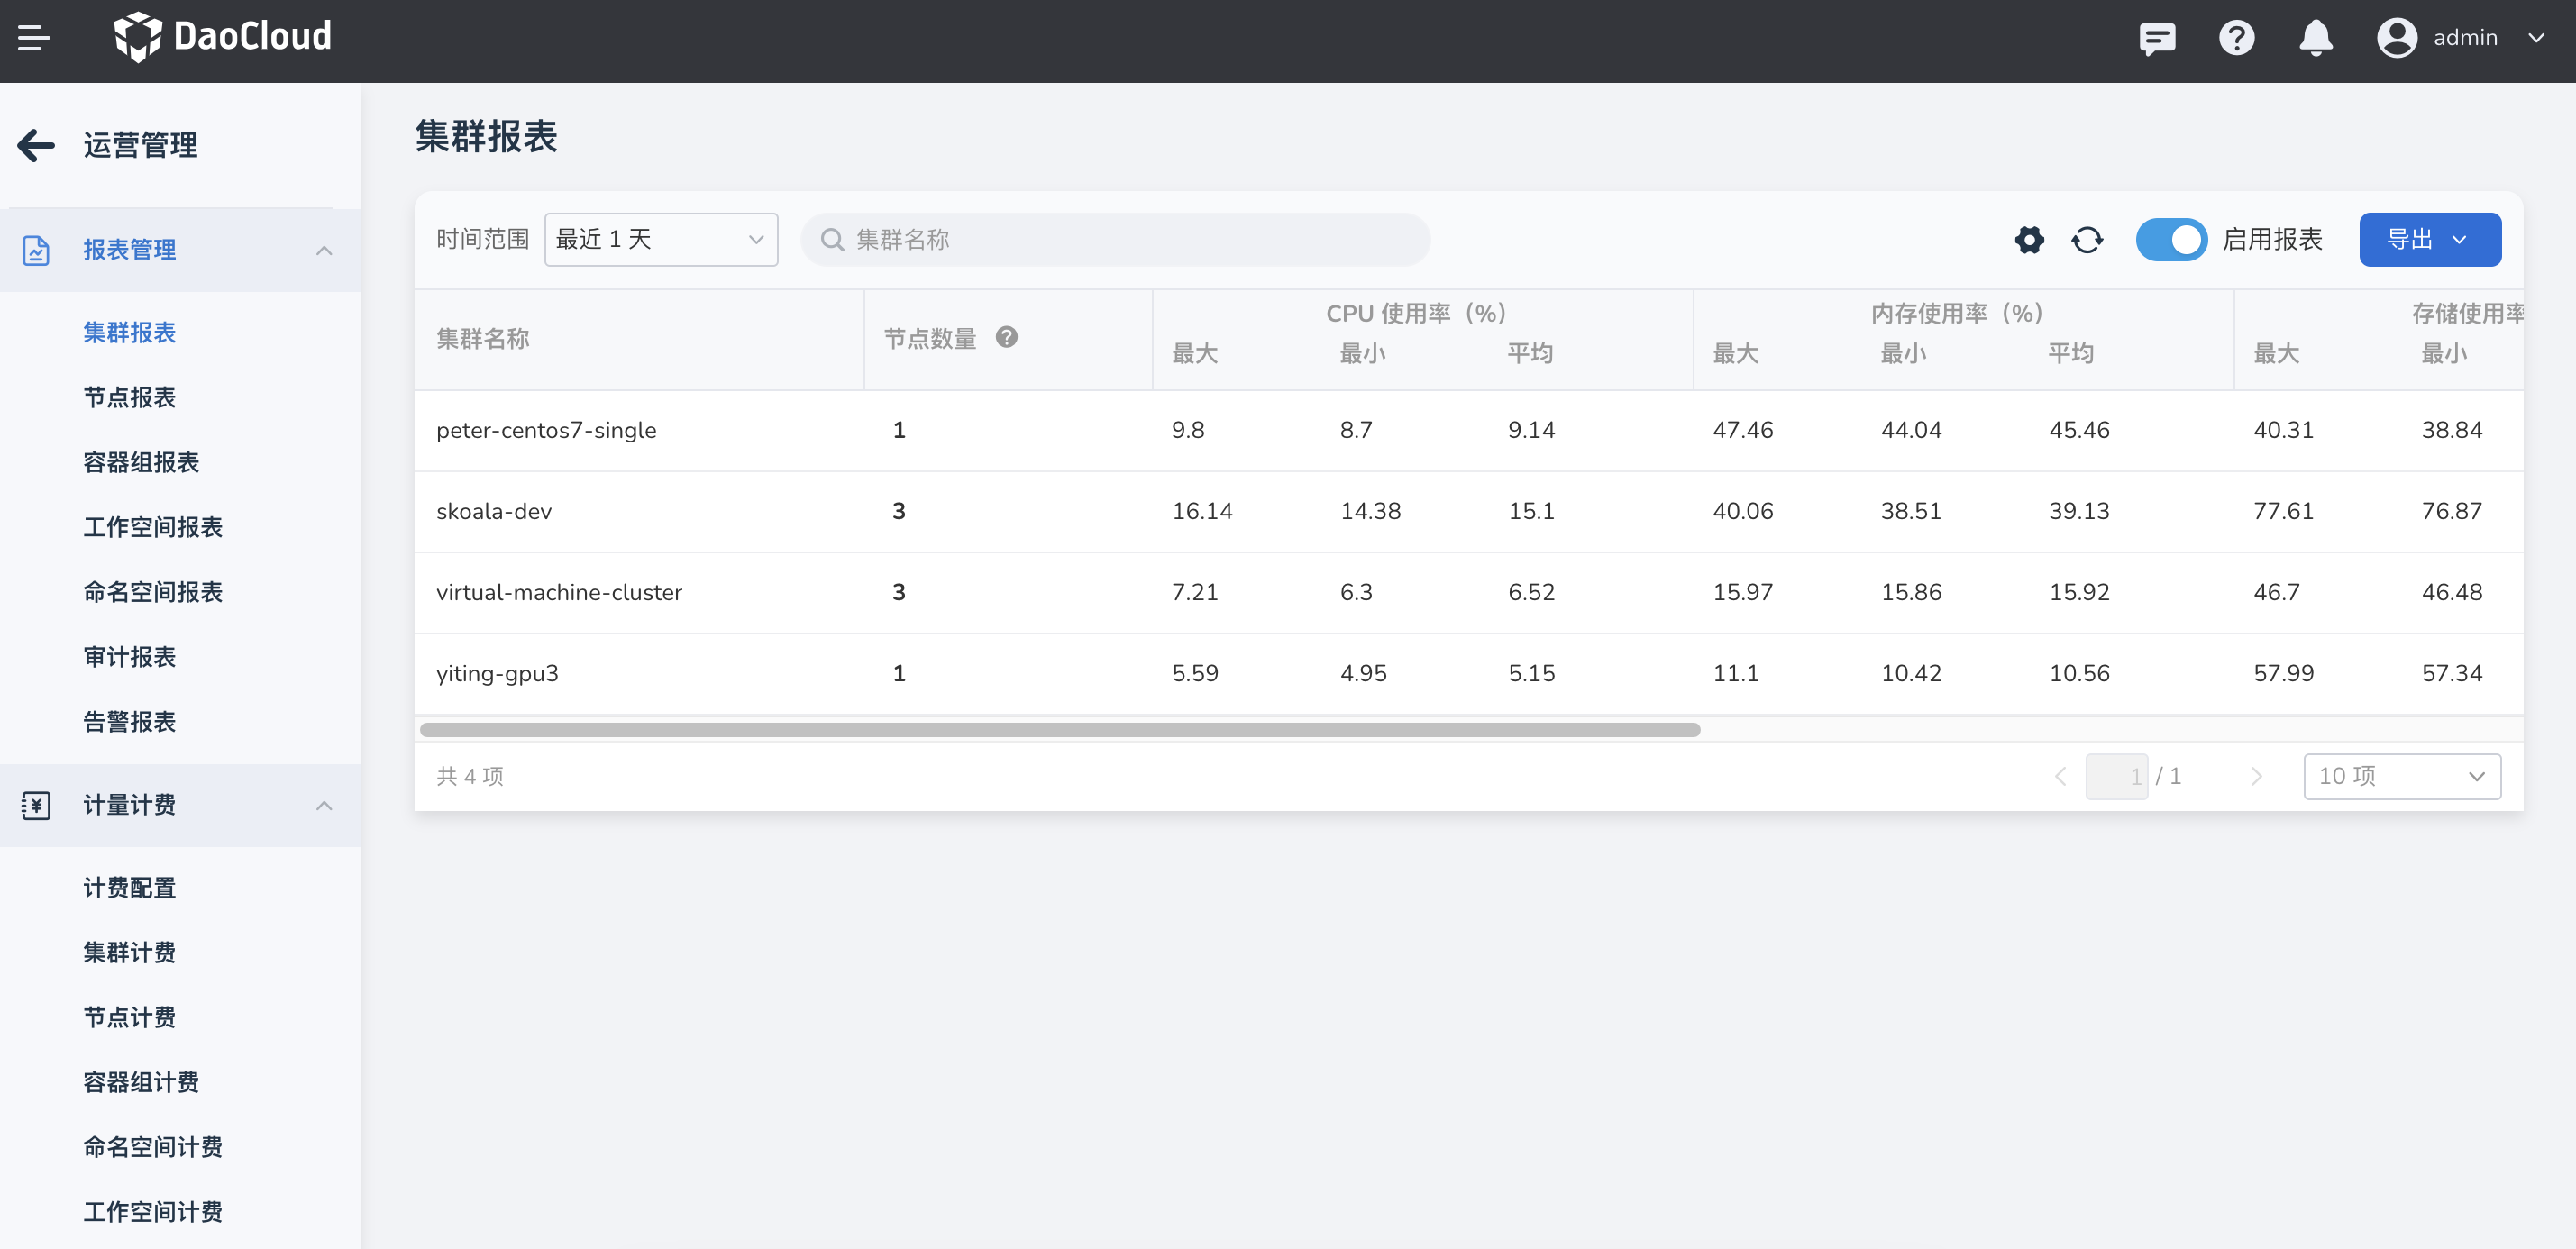 DaoCloud
admin
运营管理
报表管理
集群报表
节点报表
容器组报表
工作空间报表
命名空间报表
审计报表
告警报表
计量计费
计费配置
集群计费
节点计费
容器组计费
命名空间计费
工作空间计费
集群报表
时间范围 最近 1 天 集群名称 启用报表 导出
集群名称 节点数量 CPU 使用率（%） 内存使用率（%） 存储使用率
最大 最小 平均 最大 最小 平均 最大 最小
peter-centos7-single 1 9.8 8.7 9.14 47.46 44.04 45.46 40.31 38.84
skoala-dev 3 16.14 14.38 15.1 40.06 38.51 39.13 77.61 76.87
virtual-machine-cluster 3 7.21 6.3 6.52 15.97 15.86 15.92 46.7 46.48
yiting-gpu3 1 5.59 4.95 5.15 11.1 10.42 10.56 57.99 57.34
共 4 项 1 / 1 10 项